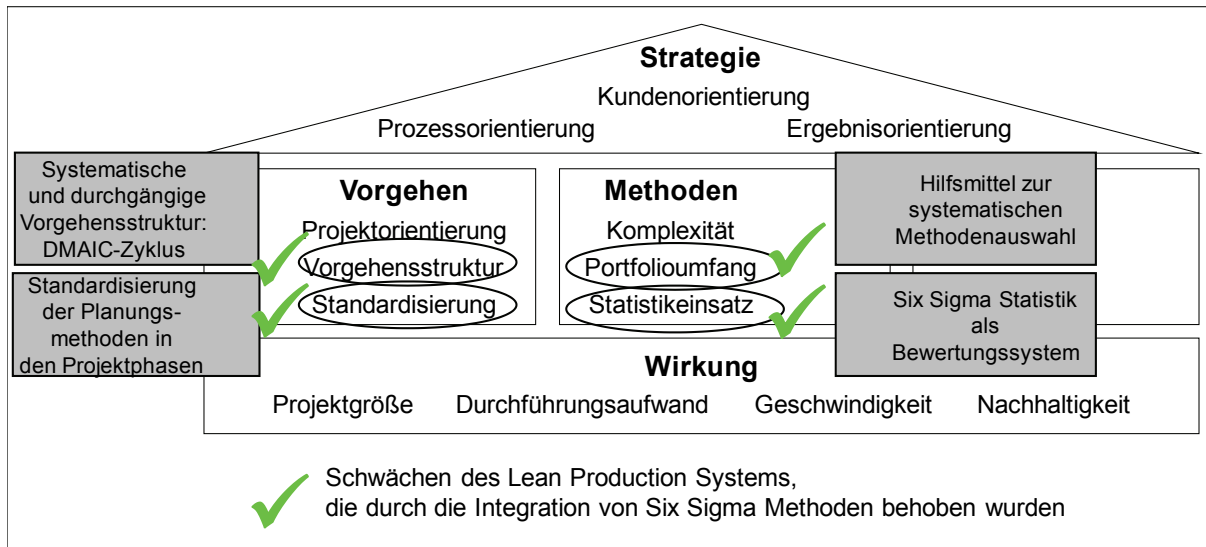 Strategie
Kundenorientierung
Prozessorientierung
Ergebnisorientierung
Systematische
und durchgängige
Vorgehensstruktur:
DMAIC-Zyklus
Standardisierung
der Planungs-
methoden in
den Projektphasen
Vorgehen
Projektorientierung
Vorgehensstruktur
Standardisierung
Methoden
Komplexität
Portfolioumfang
Statistikeinsatz
Hilfsmittel zur
systematischen
Methodenauswahl
Six Sigma Statistik
als
Bewertungssystem
Wirkung
Projektgröße Durchführungsaufwand Geschwindigkeit Nachhaltigkeit
Schwächen des Lean Production Systems,
die durch die Integration von Six Sigma Methoden behoben wurden